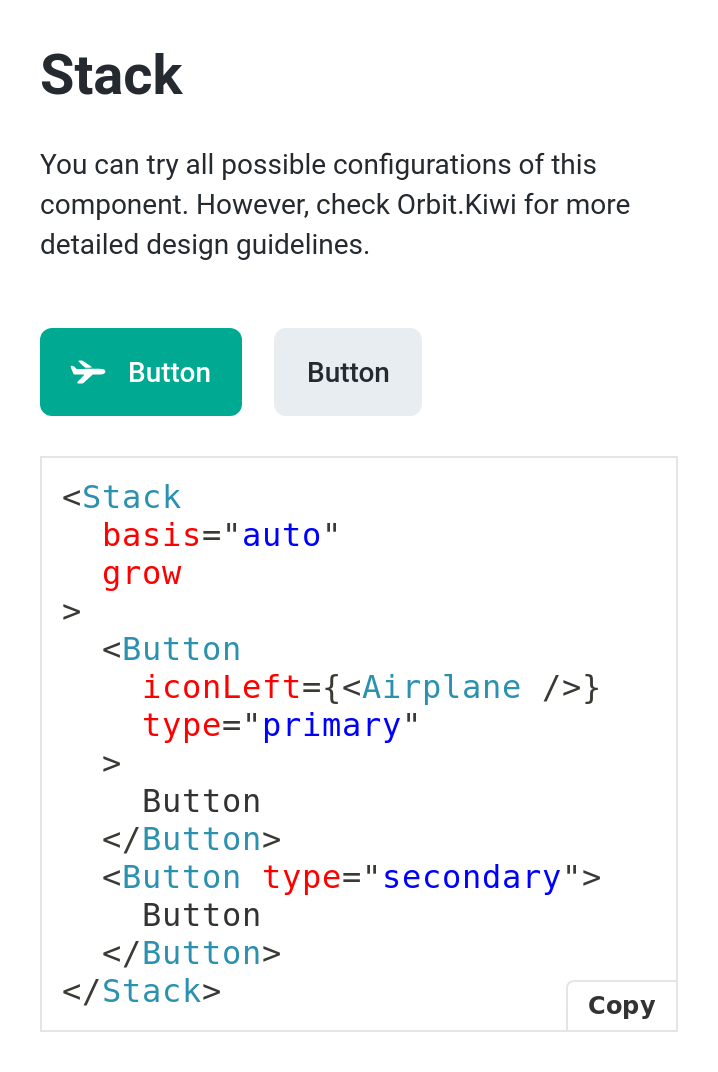 Stack
You can try all possible configurations of this
component. However, check Orbit.Kiwi for more
detailed design guidelines.
Button Button
<Stack
  basis="auto"
  grow
>
  <Button
    iconLeft={<Airplane />}
    type="primary"
  >
    Button
  </Button>
  <Button type="secondary">
    Button
  </Button>
</Stack>
Copy